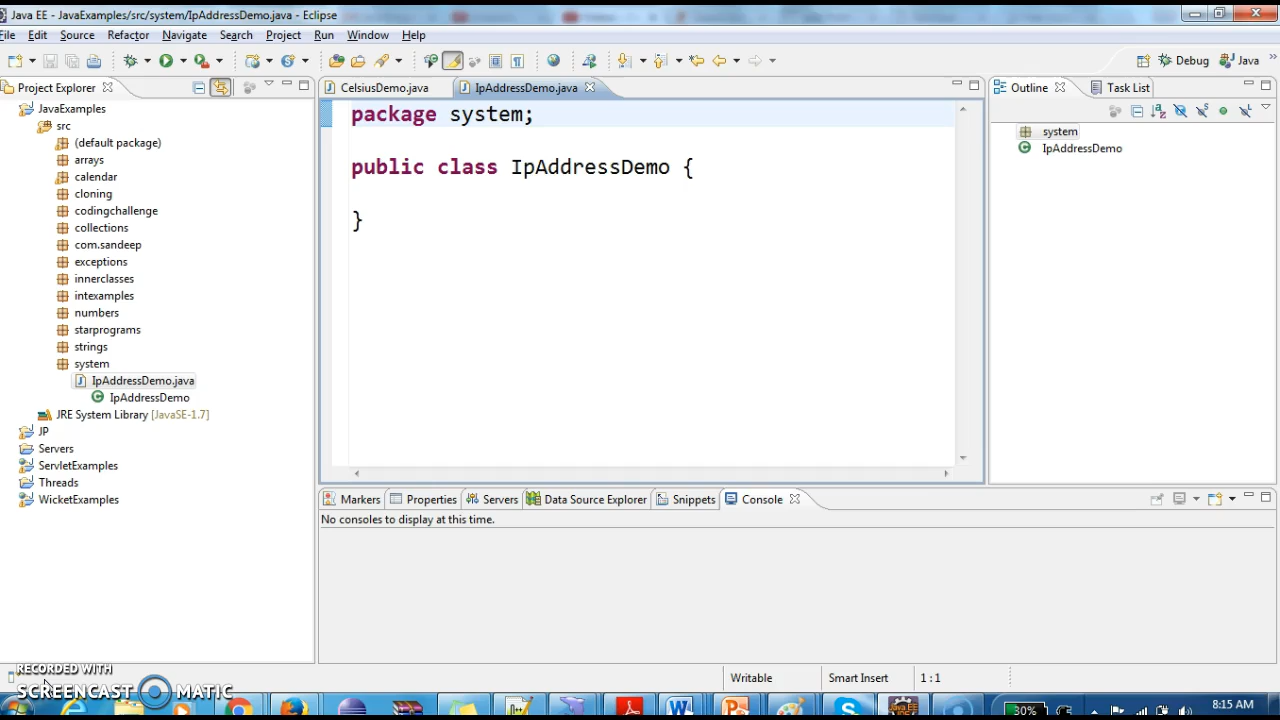 Java EE - JavaExamples/src/system/IpAddressDemo.java - Eclipse
File Edit Source Refactor Navigate Search Project Run Window Help
Debug Java
Project Explorer
JavaExamples
src
(default package)
arrays
calendar
cloning
codingchallenge
collections
com.sandeep
exceptions
innerclasses
intexamples
numbers
starprograms
strings
system
IpAddressDemo.java
IpAddressDemo
JRE System Library [JavaSE-1.7]
JP
Servers
ServletExamples
Threads
WicketExamples
CelsiusDemo.java IpAddressDemo.java
package system;
public class IpAddressDemo {
}
Outline Task List
system
IpAddressDemo
Markers Properties Servers Data Source Explorer Snippets Console
No consoles to display at this time.
Writable Smart Insert 1 : 1
RECORDED WITH
SCREENCAST MATIC
30% 8:15 AM